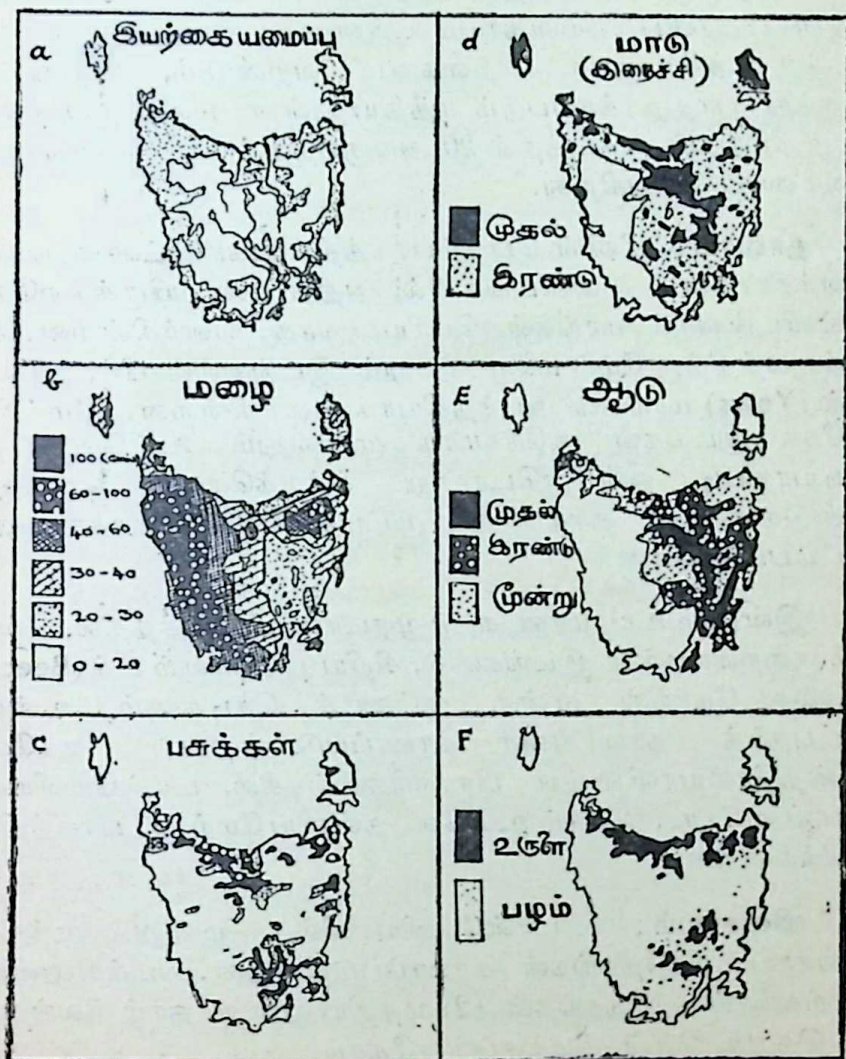 a இயற்கை யமைப்பு
d மாடு
(இறைச்சி)
முதல்
இரண்டு
b மழை
60-100
40-60
30-40
20-30
0-20
E ஆடு
முதல்
இரண்டு
மூன்று
C பசுக்கள்
F
உருள்
பழம்